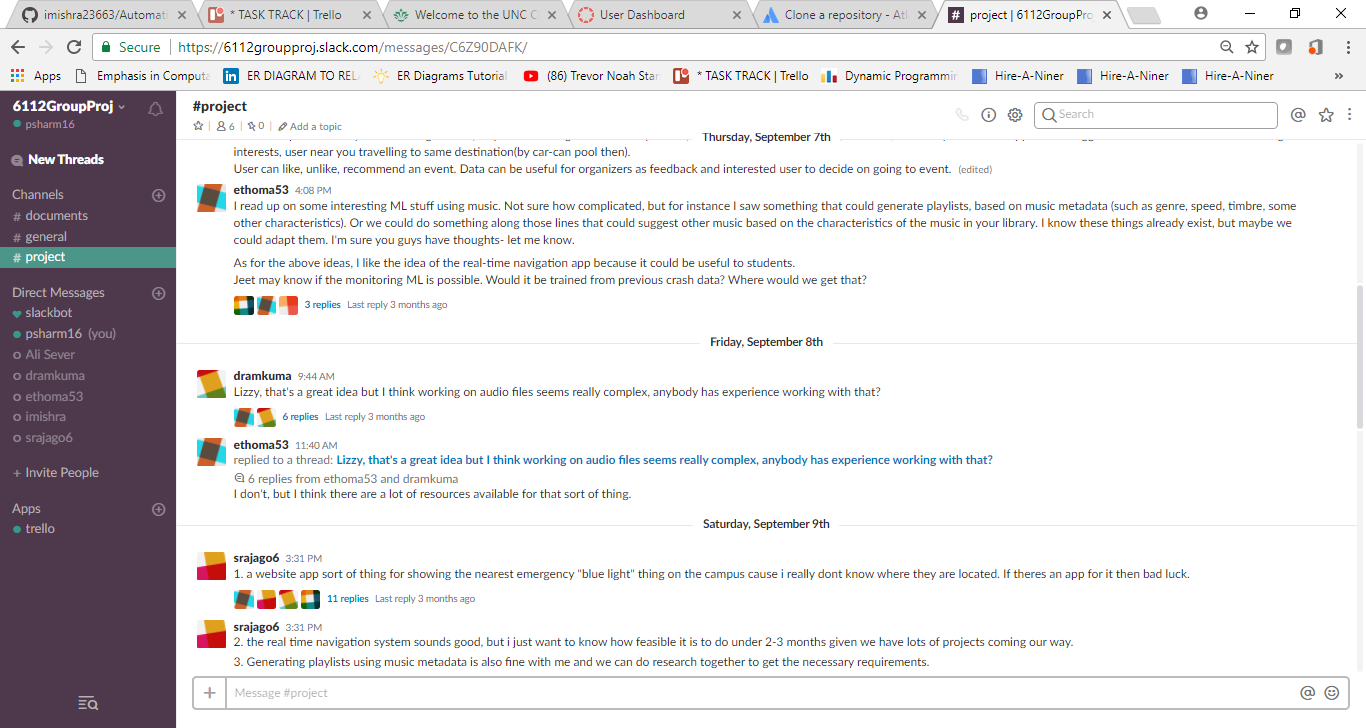 imishra23663/Automat
* TASK TRACK | Trello
Welcome to the UNC C
User Dashboard
Clone a repository - Atl
project | 6112GroupPro
Secure
https://6112groupproj.slack.com/messages/C6Z90DAFK/
Apps
Emphasis in Computa
ER DIAGRAM TO REL
ER Diagrams Tutorial
(86) Trevor Noah Star
* TASK TRACK | Trello
Dynamic Programmin
Hire-A-Niner
Hire-A-Niner
Hire-A-Niner
6112GroupProj
psharm16
New Threads
Channels
# documents
# general
# project
Direct Messages
slackbot
psharm16 (you)
Ali Sever
dramkuma
ethoma53
imishra
srajago6
+ Invite People
Apps
trello
#project
6
0
Add a topic
Search
Thursday, September 7th
interests, user near you travelling to same destination(by car-can pool then).
User can like, unlike, recommend an event. Data can be useful for organizers as feedback and interested user to decide on going to event. (edited)
ethoma53 4:08 PM
I read up on some interesting ML stuff using music. Not sure how complicated, but for instance I saw something that could generate playlists, based on music metadata (such as genre, speed, timbre, some
other characteristics). Or we could do something along those lines that could suggest other music based on the characteristics of the music in your library. I know these things already exist, but maybe we
could adapt them. I'm sure you guys have thoughts- let me know.
As for the above ideas, I like the idea of the real-time navigation app because it could be useful to students.
Jeet may know if the monitoring ML is possible. Would it be trained from previous crash data? Where would we get that?
3 replies Last reply 3 months ago
Friday, September 8th
dramkuma 9:44 AM
Lizzy, that's a great idea but I think working on audio files seems really complex, anybody has experience working with that?
6 replies Last reply 3 months ago
ethoma53 11:40 AM
replied to a thread: Lizzy, that's a great idea but I think working on audio files seems really complex, anybody has experience working with that?
6 replies from ethoma53 and dramkuma
I don't, but I think there are a lot of resources available for that sort of thing.
Saturday, September 9th
srajago6 3:31 PM
1. a website app sort of thing for showing the nearest emergency "blue light" thing on the campus cause i really dont know where they are located. If theres an app for it then bad luck.
11 replies Last reply 3 months ago
srajago6 3:31 PM
2. the real time navigation system sounds good, but i just want to know how feasible it is to do under 2-3 months given we have lots of projects coming our way.
3. Generating playlists using music metadata is also fine with me and we can do research together to get the necessary requirements.
Message #project